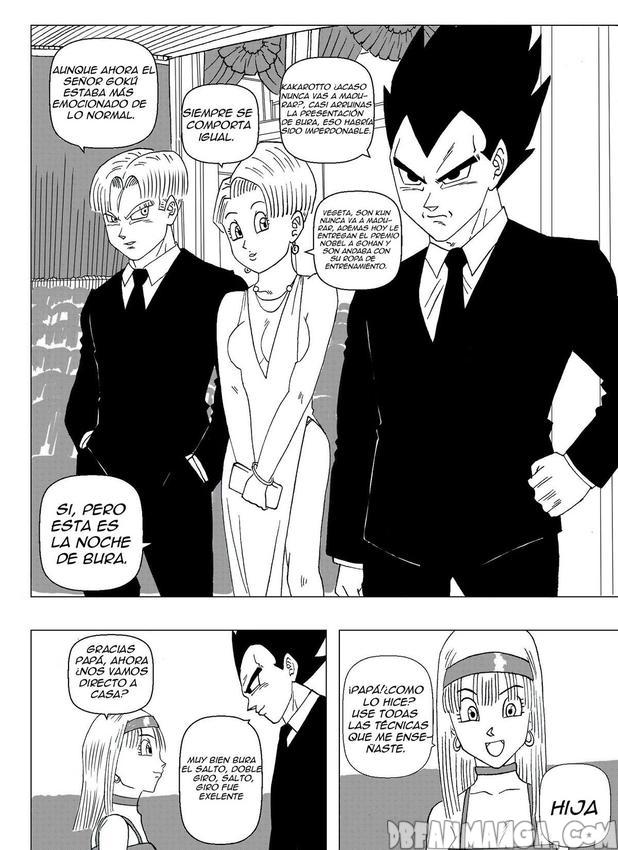 KAKAROTTO ¿ACASO
NUNCA VAS A MADU-
RAR?, CASI ARRUINAS
LA PRESENTACIÓN
DE BURA, ESO HABRÍA
SIDO IMPERDONABLE.
VEGETA, SON KUN
NUNCA VA A MADU-
RAR, ADEMAS HOY LE
ENTREGAN EL PREMIO
NOBEL A GOHAN Y
SON ANDABA CON
SU ROPA DE
ENTRENAMIENTO.
SIEMPRE SE
COMPORTA
IGUAL.
AUNQUE AHORA EL
SEÑOR GOKÚ
ESTABA MÁS
EMOCIONADO DE
LO NORMAL.
SI, PERO
ESTA ES
LA NOCHE
DE BURA.
HIJA
¡PAPÁ!¿COMO
LO HICE?
USE TODAS
LAS TÉCNICAS
QUE ME ENSE-
ÑASTE.
MUY BIEN BURA
EL SALTO, DOBLE
GIRO, SALTO,
GIRO FUE
EXELENTE
GRACIAS
PAPÁ, AHORA
¿NOS VAMOS
DIRECTO A
CASA?
DBFANMANGA.COM